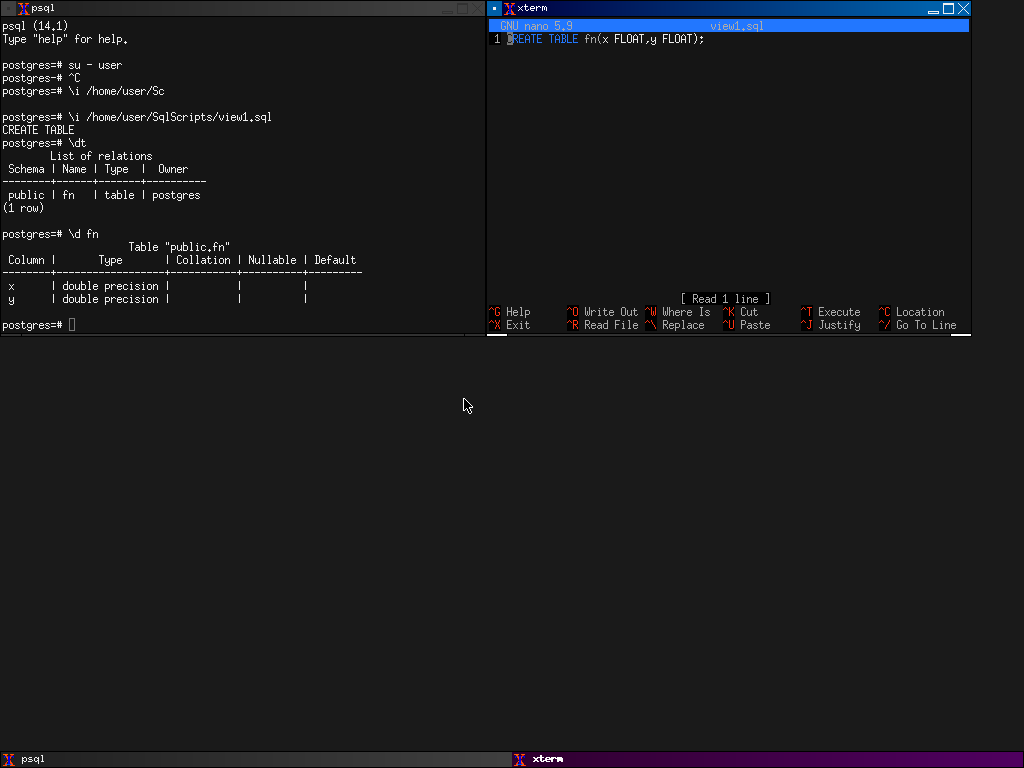 psql
psql (14.1)
Type "help" for help.
postgres=# su - user
postgres-# ^C
postgres=# \i /home/user/Sc
postgres=# \i /home/user/SqlScripts/view1.sql
CREATE TABLE
postgres=# \dt
List of relations
Schema | Name | Type | Owner
--------+------+-------+----------
public | fn | table | postgres
(1 row)
postgres=# \d fn
Table "public.fn"
Column | Type | Collation | Nullable | Default
--------+------------------+-----------+----------+---------
x | double precision | | |
y | double precision | | |
postgres=#
xterm
GNU nano 5.9 view1.sql
1 CREATE TABLE fn(x FLOAT,y FLOAT);
[ Read 1 line ]
^G Help ^O Write Out ^W Where Is ^K Cut ^T Execute ^C Location
^X Exit ^R Read File ^\ Replace ^U Paste ^J Justify ^/ Go To Line
psql
xterm